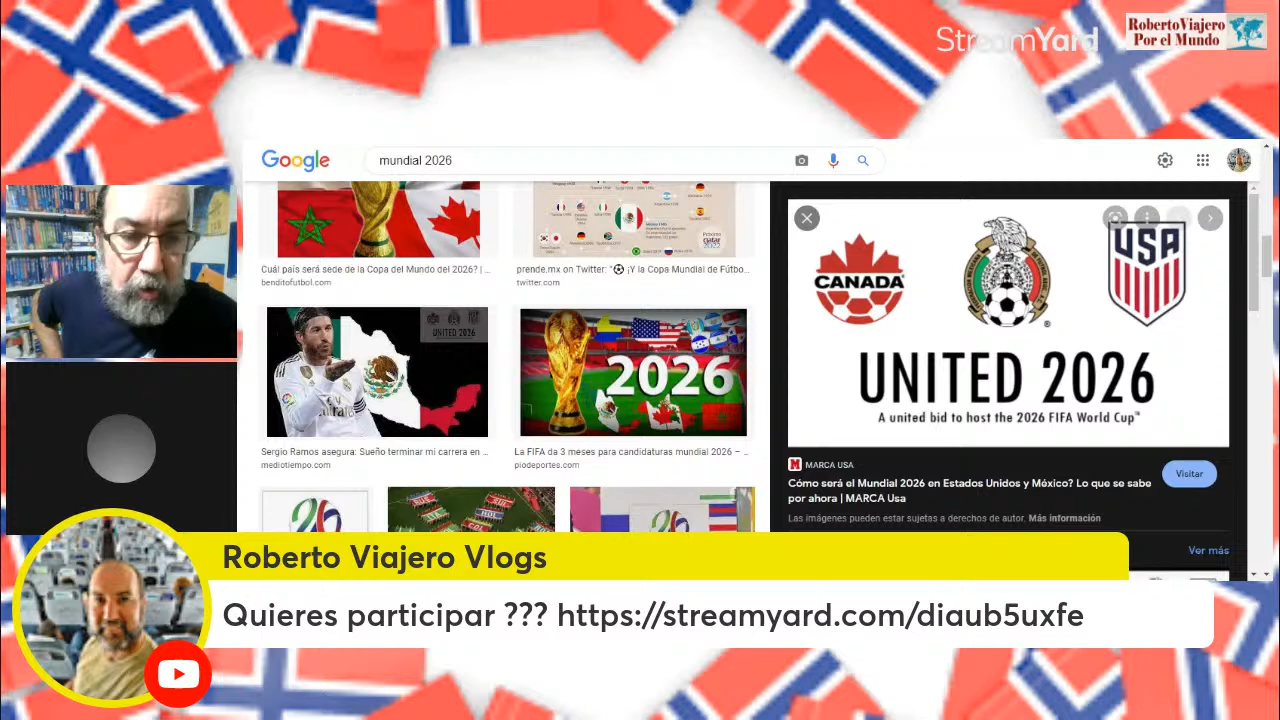 StreamYard
RobertoViajero
Por el Mundo
Google
mundial 2026
Cuál país será sede de la Copa del Mundo del 2026? | ...
benditofutbol.com
prende.mx on Twitter: "⚽ ¡Y la Copa Mundial de Fútbo...
twitter.com
UNITED 2026
Sergio Ramos asegura: Sueño terminar mi carrera en ...
mediotiempo.com
2026
La FIFA da 3 meses para candidaturas mundial 2026 – ...
piodeportes.com
26
CANADA
USA
UNITED 2026
A united bid to host the 2026 FIFA World Cup™
MARCA USA
Cómo será el Mundial 2026 en Estados Unidos y México? Lo que se sabe
por ahora | MARCA Usa
Visitar
Las imágenes pueden estar sujetas a derechos de autor. Más información
Ver más
Roberto Viajero Vlogs
Quieres participar ??? https://streamyard.com/diaub5uxfe